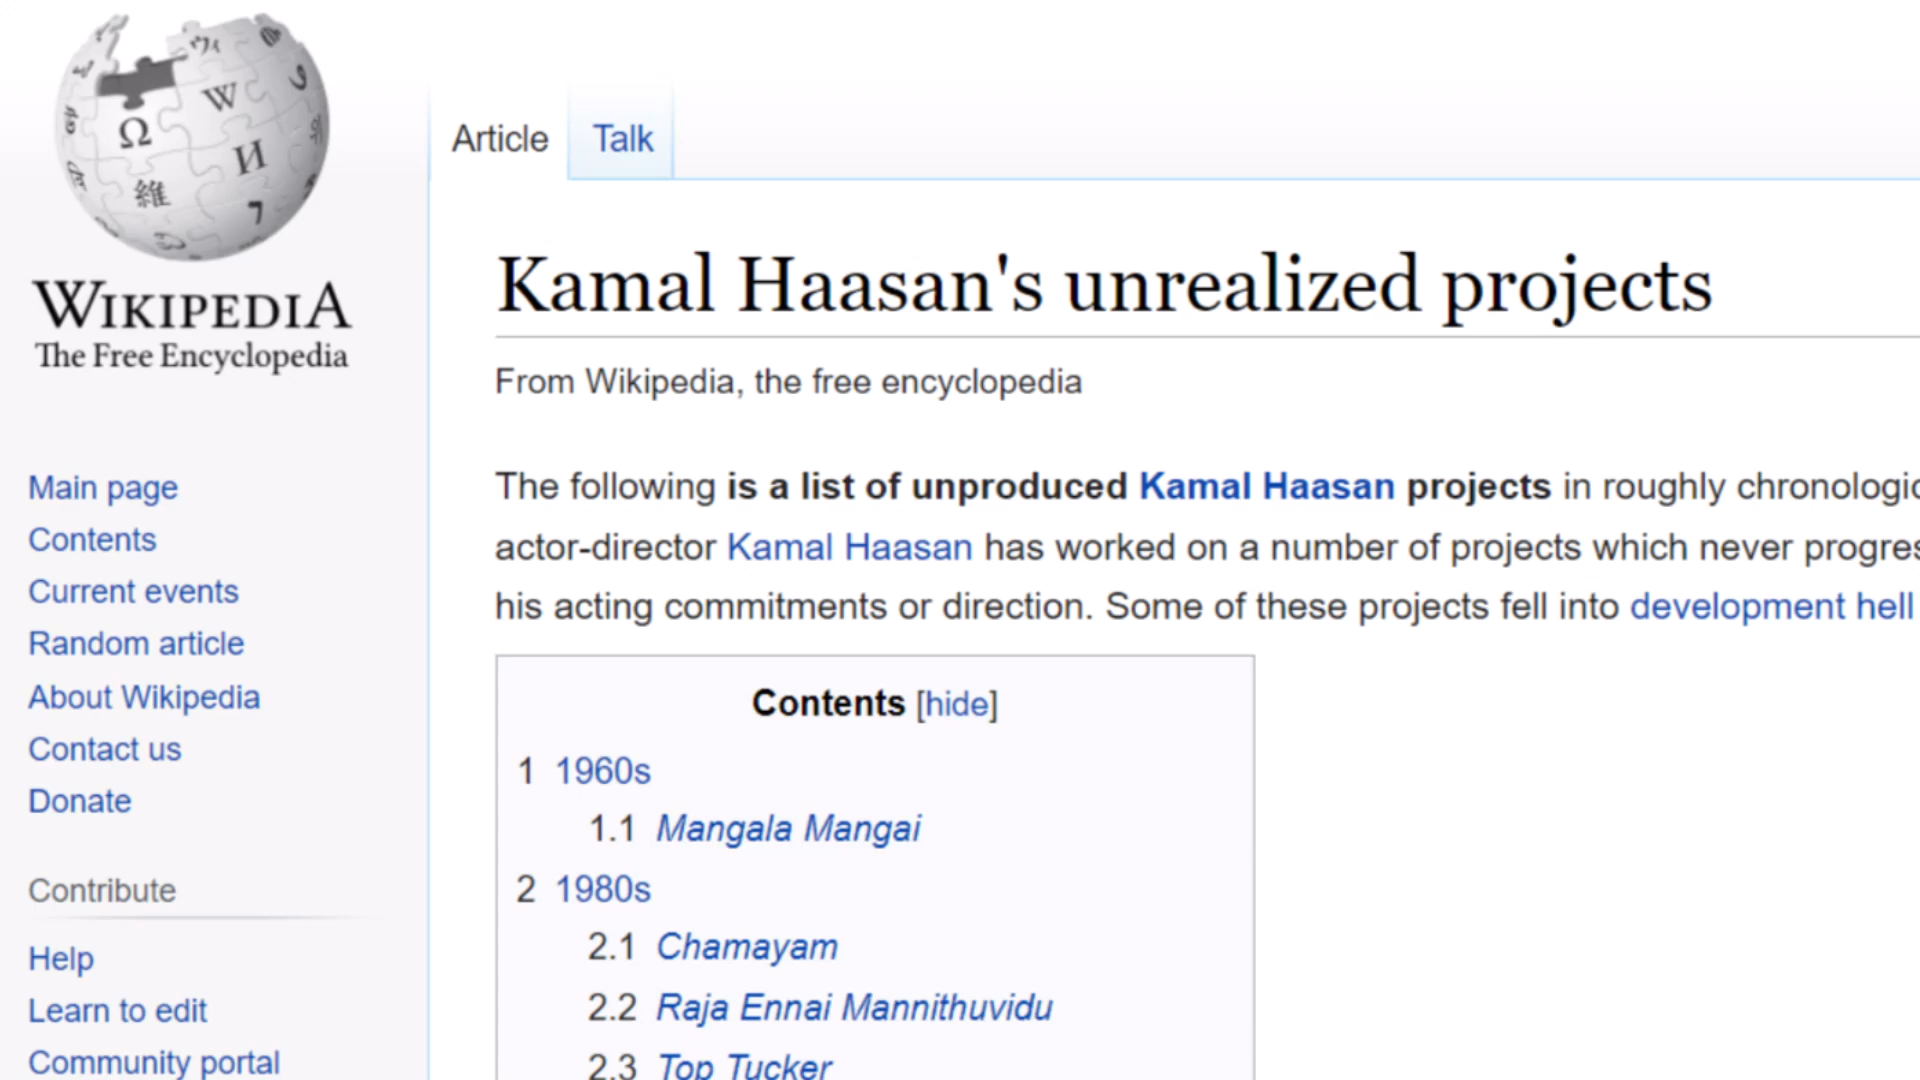 WIKIPEDIA
The Free Encyclopedia
Main page
Contents
Current events
Random article
About Wikipedia
Contact us
Donate
Contribute
Help
Learn to edit
Community portal
Article
Talk
Kamal Haasan's unrealized projects
From Wikipedia, the free encyclopedia
The following is a list of unproduced Kamal Haasan projects in roughly
actor-director Kamal Haasan has worked on a number of projects which never
his acting commitments or direction. Some of these projects fell into development hell
Contents [hide]
1 1960s
1.1 Mangala Mangai
2 1980s
2.1 Chamayam
2.2 Raja Ennai Mannithuvidu
2.3 Top Tucker